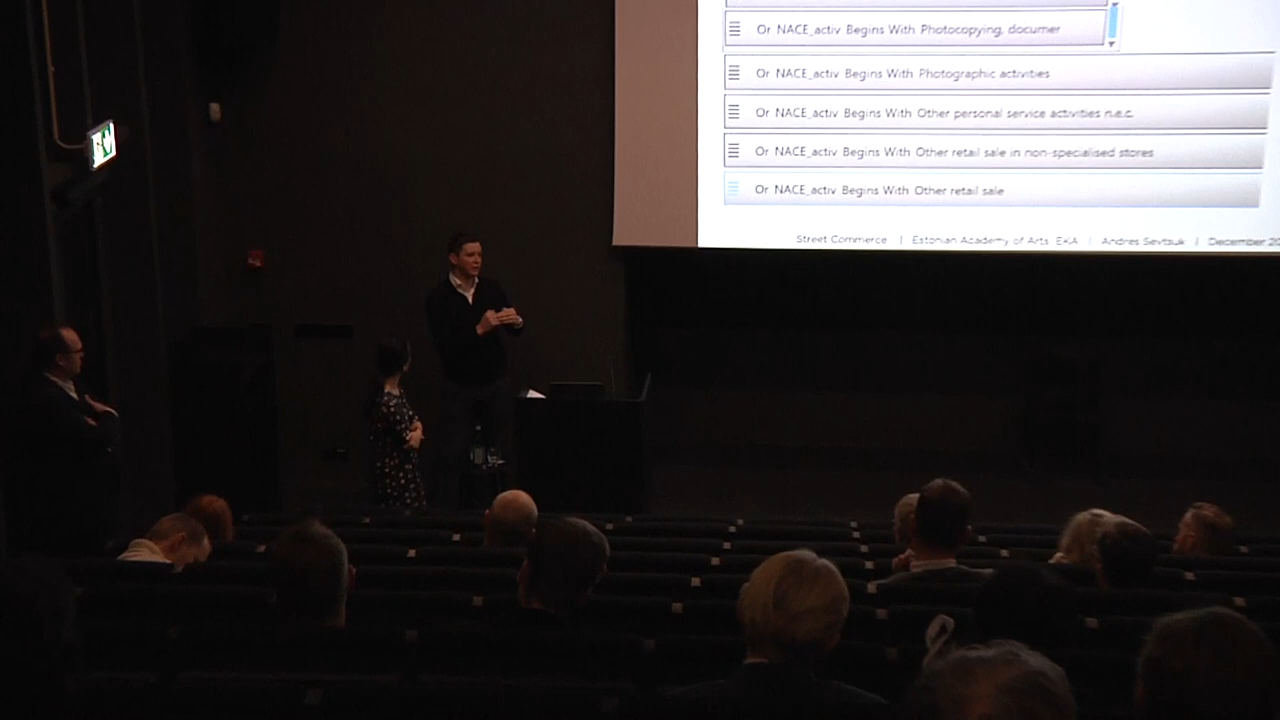 Or NACE_activ Begins With Photocopying, documer
Or NACE_activ Begins With Photographic activities
Or NACE_activ Begins With Other personal service activities n.e.c.
Or NACE_activ Begins With Other retail sale in non-specialised stores
Or NACE_activ Begins With Other retail sale
Street Commerce | Estonian Academy of Arts EKA | Andres Sevtsuk | December 20